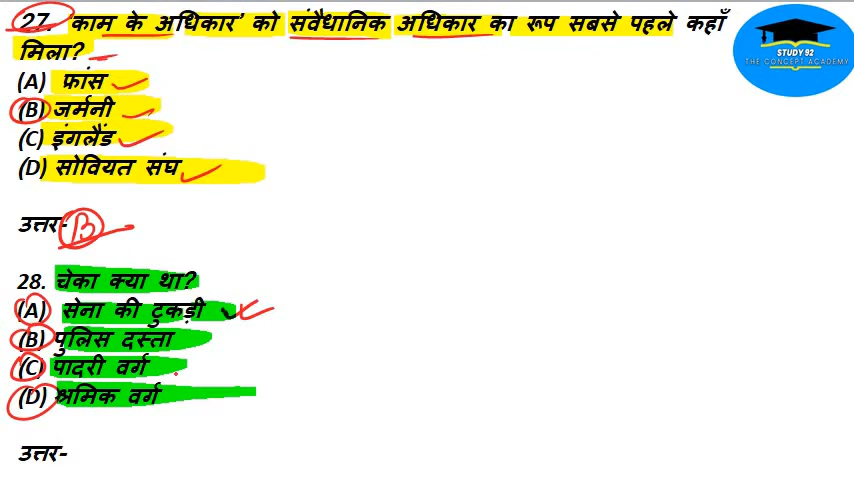 27. काम के अधिकार' को संवैधानिक अधिकार का रूप सबसे पहले कहाँ
मिला?
(A) फ्रांस
(B) जर्मनी
(C) इंगलैंड
(D) सोवियत संघ
उत्तर- B
28. चेका क्या था?
(A) सेना की टुकड़ी
(B) पुलिस दस्ता
(C) पादरी वर्ग
(D) श्रमिक वर्ग
उत्तर-
STUDY 92
THE CONCEPT ACADEMY